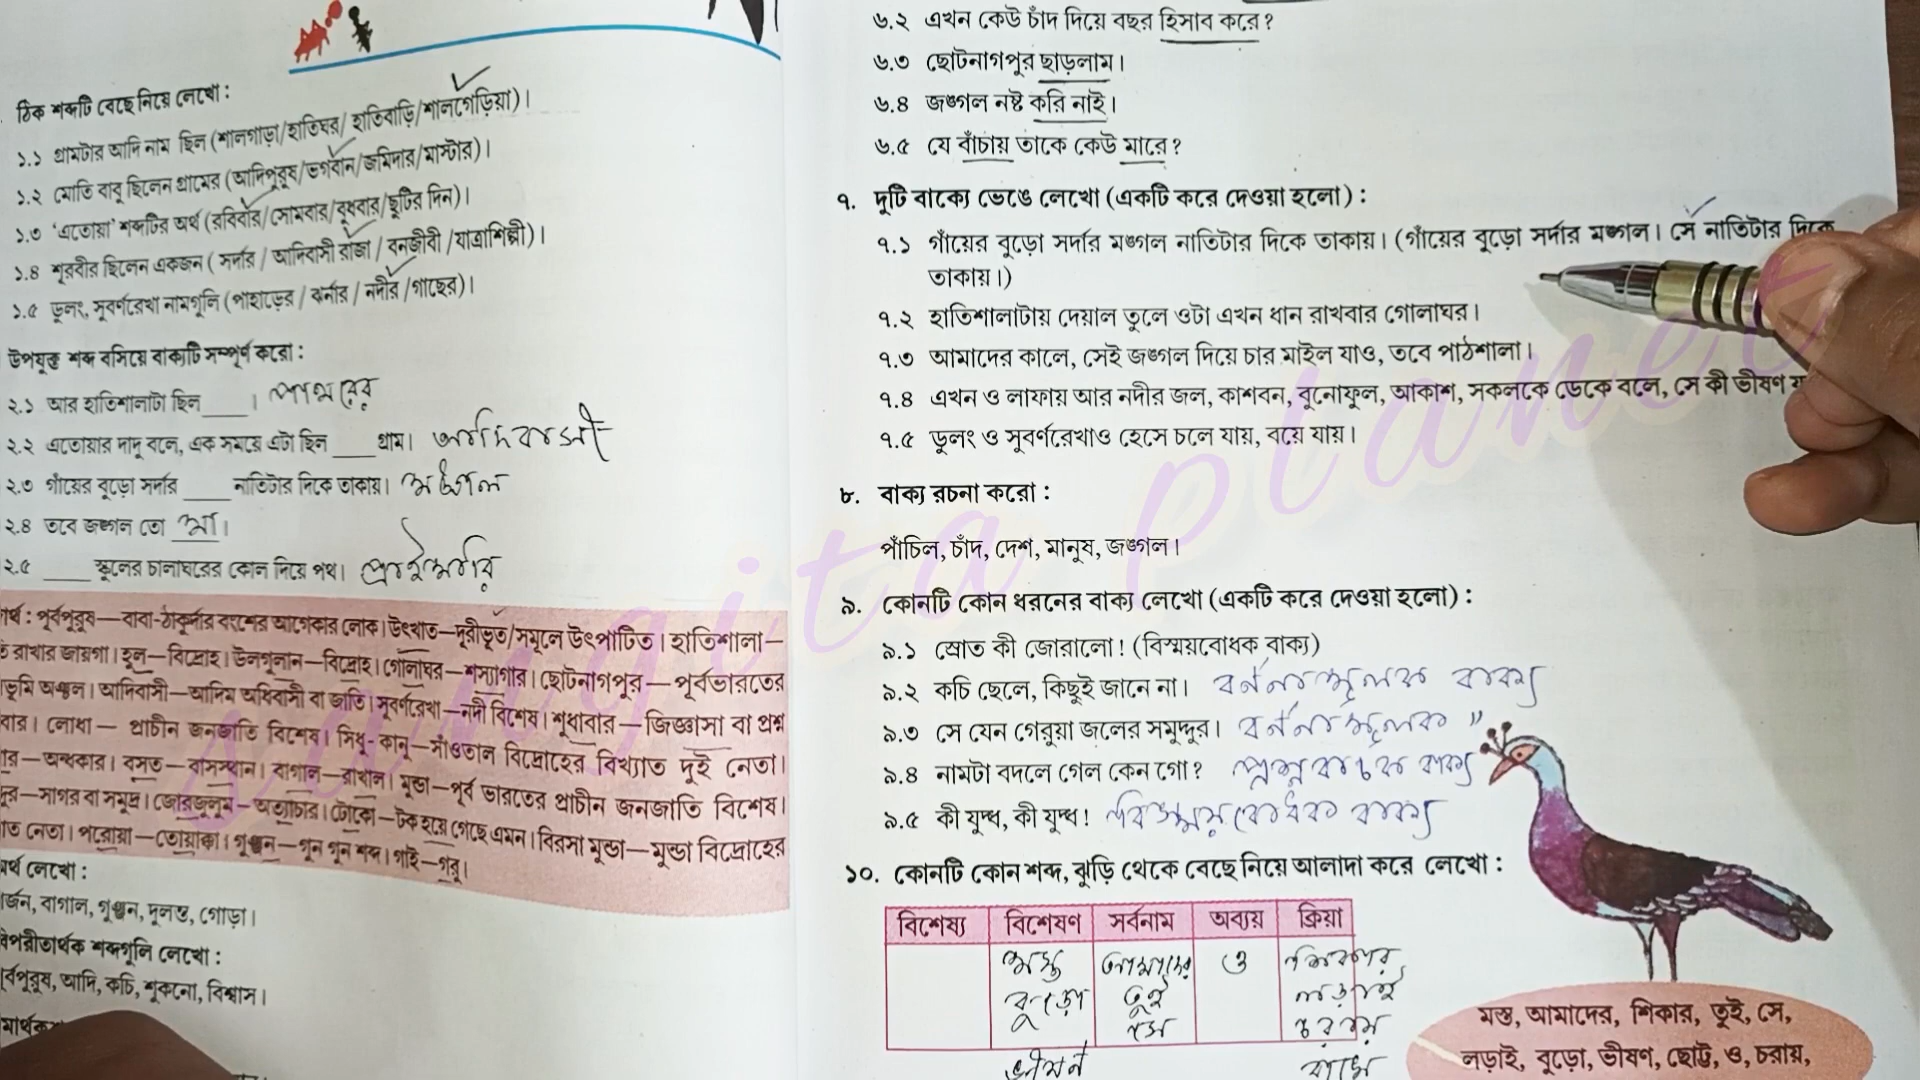 ঠিক শব্দটি বেছে নিয়ে লেখো :
১.১ গ্রামটার আদি নাম ছিল (শালগাড়া/হাতিঘর/ হাতিবাড়ি/শালগেড়িয়া)।
১.২ মোতি বাবু ছিলেন গ্রামের (আদিপুরুষ/ভগবান/জমিদার/মাস্টার)।
১.৩ 'এতোয়া' শব্দটির অর্থ (রবিবার/সোমবার/বুধবার/ছুটির দিন)।
১.৪ শূরবীর ছিলেন একজন ( সর্দার / আদিবাসী রাজা / বনজীবী /যাত্রাশিল্পী)।
১.৫ ডুলং, সুবর্ণরেখা নামগুলি (পাহাড়ের / ঝর্নার / নদীর /গাছের)।
উপযুক্ত শব্দ বসিয়ে বাক্যটি সম্পূর্ণ করো :
২.১ আর হাতিশালাটা ছিল ____ । পাথরের
২.২ এতোয়ার দাদু বলে, এক সময়ে এটা ছিল ____ গ্রাম। আদিবাসী
২.৩ গাঁয়ের বুড়ো সর্দার ____ নাতিটার দিকে তাকায়। মঙ্গল
২.৪ তবে জঙ্গল তো মা।
২.৫ ____ স্কুলের চালাঘরের কোল দিয়ে পথ। প্রাইমারি
র্থ : পূর্বপুরুষ—বাবা-ঠাকুর্দার বংশের আগেকার লোক। উৎখাত—দূরীভূত/সমূলে উৎপাটিত। হাতিশালা—
রাখার জায়গা। হুল—বিদ্রোহ। উলগুলান—বিদ্রোহ। গোলাঘর—শস্যাগার। ছোটনাগপুর—পূর্বভারতের
ভূমি অঞ্চল। আদিবাসী—আদিম অধিবাসী বা জাতি। সুবর্ণরেখা—নদী বিশেষ। শুধাবার—জিজ্ঞাসা বা প্রশ্ন
বার। লোধা— প্রাচীন জনজাতি বিশেষ। সিধু-কানু—সাঁওতাল বিদ্রোহের বিখ্যাত দুই নেতা।
ার—অন্ধকার। বসত—বাসস্থান। বাগাল—রাখাল। মুন্ডা—পূর্ব ভারতের প্রাচীন জনজাতি বিশেষ।
দুর—সাগর বা সমুদ্র। জোরজুলুম—অত্যাচার। টোকো—টক হয়ে গেছে এমন। বিরসা মুন্ডা—মুন্ডা বিদ্রোহের
াত নেতা। পরোয়া—তোয়াক্কা। গুঞ্জন—গুন গুন শব্দ। গাই—গরু।
মর্থ লেখো :
র্জন, বাগাল, গুঞ্জন, দুলন্ত, গোড়া।
বিপরীতার্থক শব্দগুলি লেখো :
র্বপুরুষ, আদি, কচি, শুকনো, বিশ্বাস।
মার্থক
৬.২ এখন কেউ চাঁদ দিয়ে বছর হিসাব করে?
৬.৩ ছোটনাগপুর ছাড়লাম।
৬.৪ জঙ্গল নষ্ট করি নাই।
৬.৫ যে বাঁচায় তাকে কেউ মারে?
৭. দুটি বাক্যে ভেঙে লেখো (একটি করে দেওয়া হলো) :
৭.১ গাঁয়ের বুড়ো সর্দার মঙ্গল নাতিটার দিকে তাকায়। (গাঁয়ের বুড়ো সর্দার মঙ্গল। সে নাতিটার দিকে
তাকায়।)
৭.২ হাতিশালাটায় দেয়াল তুলে ওটা এখন ধান রাখবার গোলাঘর।
৭.৩ আমাদের কালে, সেই জঙ্গল দিয়ে চার মাইল যাও, তবে পাঠশালা।
৭.৪ এখন ও লাফায় আর নদীর জল, কাশবন, বুনোফুল, আকাশ, সকলকে ডেকে বলে, সে কী ভীষণ যু
৭.৫ ডুলং ও সুবর্ণরেখাও হেসে চলে যায়, বয়ে যায়।
৮. বাক্য রচনা করো :
পাঁচিল, চাঁদ, দেশ, মানুষ, জঙ্গল।
৯. কোনটি কোন ধরনের বাক্য লেখো (একটি করে দেওয়া হলো) :
৯.১ স্রোত কী জোরালো! (বিস্ময়বোধক বাক্য)
৯.২ কচি ছেলে, কিছুই জানে না। বর্ণনামূলক বাক্য
৯.৩ সে যেন গেরুয়া জলের সমুদ্দুর। বর্ণনামূলক "
৯.৪ নামটা বদলে গেল কেন গো? প্রশ্নবাচক বাক্য
৯.৫ কী যুদ্ধ, কী যুদ্ধ! বিস্ময়বোধক বাক্য
১০. কোনটি কোন শব্দ, ঝুড়ি থেকে বেছে নিয়ে আলাদা করে লেখো :
বিশেষ্য বিশেষণ সর্বনাম অব্যয় ক্রিয়া
মস্ত আমাদের ও শিকার
বুড়ো তুই লড়াই
সে চরায়
ভীষণ
মস্ত, আমাদের, শিকার, তুই, সে,
লড়াই, বুড়ো, ভীষণ, ছোট্ট, ও, চরায়,
sangita planet